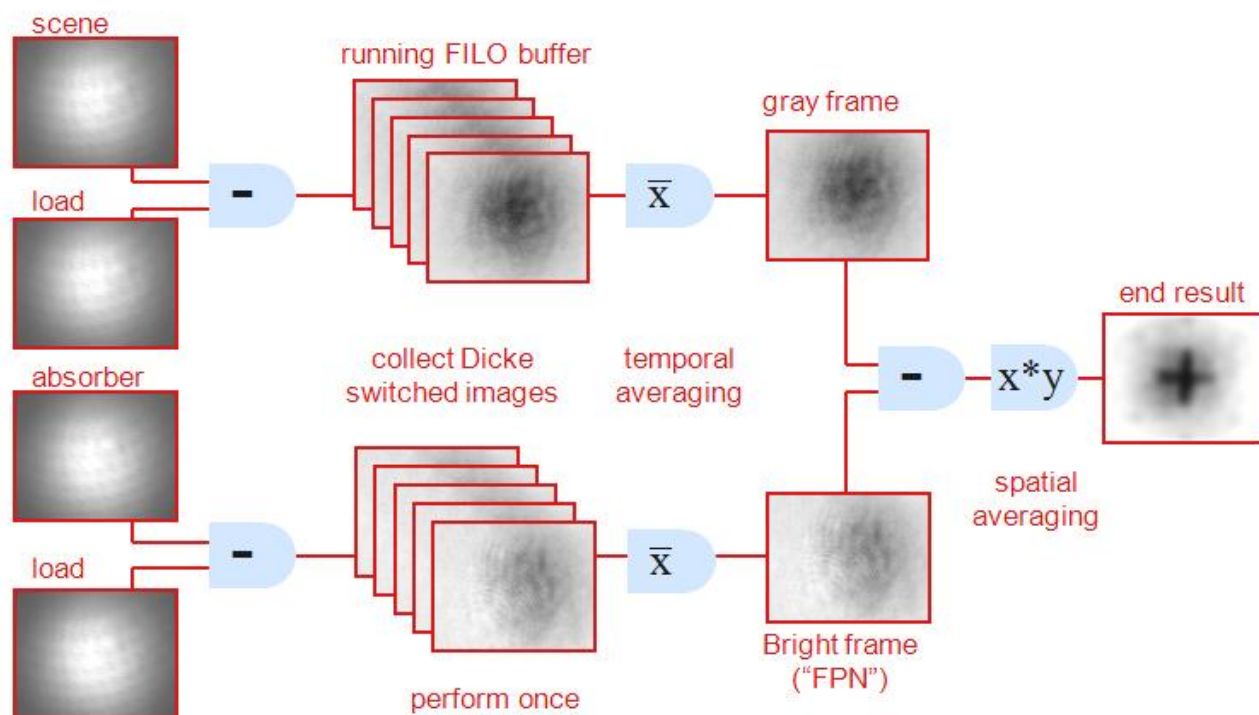 scene
running FILO buffer
gray frame
load
-
x̅
end result
collect Dicke
switched images
temporal
averaging
absorber
-
x*y
spatial
averaging
load
-
x̅
Bright frame
(“FPN”)
perform once